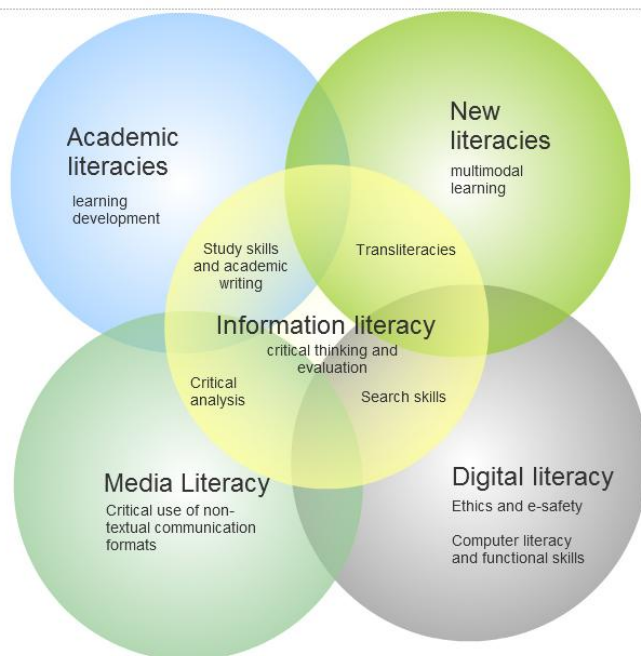 Academic
literacies
learning
development
New
literacies
multimodal
learning
Study skills
and academic
writing
Transliteracies
Information literacy
critical thinking and
evaluation
Critical
analysis
Search skills
Media Literacy
Critical use of non-
textual communication
formats
Digital literacy
Ethics and e-safety
Computer literacy
and functional skills